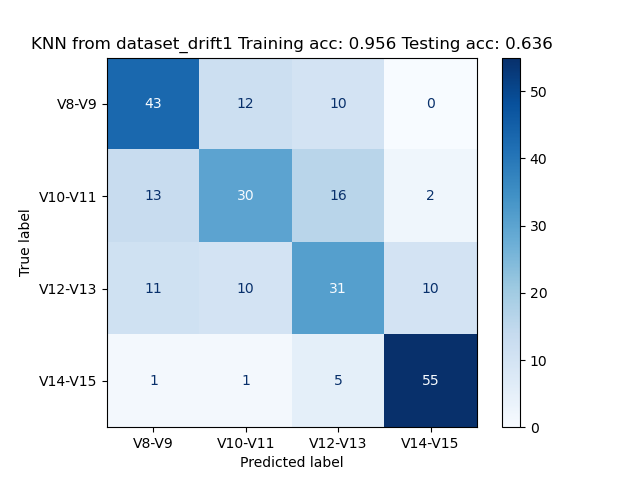 KNN from dataset_drift1 Training acc: 0.956 Testing acc: 0.636
V8-V9 43 12 10 0
V10-V11 13 30 16 2
V12-V13 11 10 31 10
V14-V15 1 1 5 55
V8-V9 V10-V11 V12-V13 V14-V15
Predicted label
True label
50
40
30
20
10
0